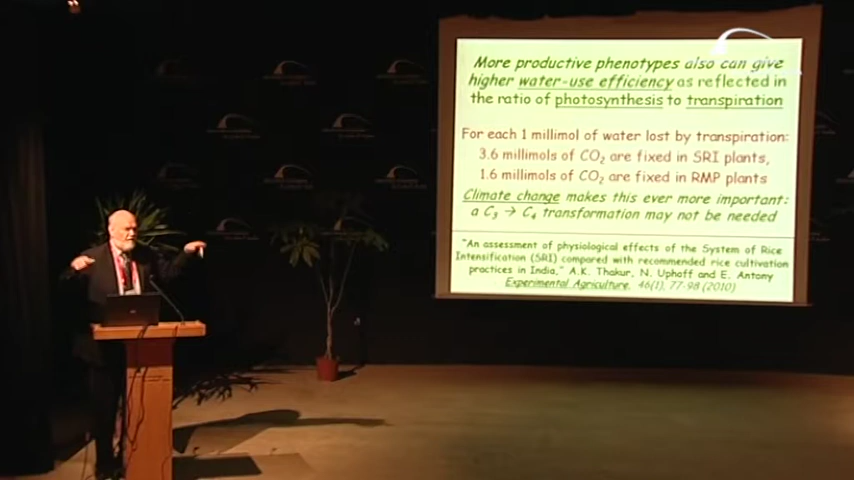 More productive phenotypes also can give
higher water-use efficiency as reflected in
the ratio of photosynthesis to transpiration
For each 1 millimol of water lost by transpiration:
3.6 millimols of CO₂ are fixed in SRI plants,
1.6 millimols of CO₂ are fixed in RMP plants
Climate change makes this ever more important:
a C₃ → C₄ transformation may not be needed
"An assessment of physiological effects of the System of Rice
Intensification (SRI) compared with recommended rice cultivation
practices in India," A.K. Thakur, N. Uphoff and E. Antony
Experimental Agriculture, 46(1), 77-98 (2010)